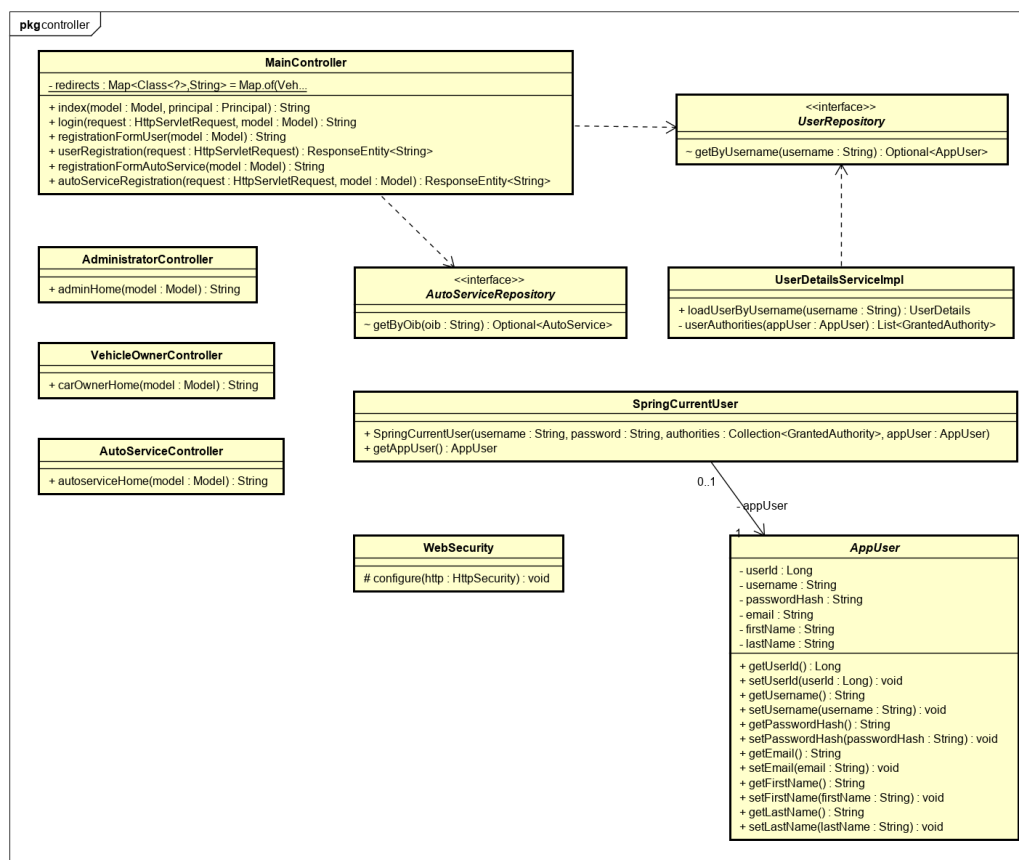 pkg controller
MainController
- redirects : Map<Class<?>,String> = Map.of(Veh...
+ index(model : Model, principal : Principal) : String
+ login(request : HttpServletRequest, model : Model) : String
+ registrationFormUser(model : Model) : String
+ userRegistration(request : HttpServletRequest) : ResponseEntity<String>
+ registrationFormAutoService(model : Model) : String
+ autoServiceRegistration(request : HttpServletRequest, model : Model) : ResponseEntity<String>
<<interface>>
UserRepository
~ getByUsername(username : String) : Optional<AppUser>
AdministratorController
+ adminHome(model : Model) : String
<<interface>>
AutoServiceRepository
~ getByOib(oib : String) : Optional<AutoService>
UserDetailsServiceImpl
+ loadUserByUsername(username : String) : UserDetails
- userAuthorities(appUser : AppUser) : List<GrantedAuthority>
VehicleOwnerController
+ carOwnerHome(model : Model) : String
SpringCurrentUser
+ SpringCurrentUser(username : String, password : String, authorities : Collection<GrantedAuthority>, appUser : AppUser)
+ getAppUser() : AppUser
AutoServiceController
+ autoserviceHome(model : Model) : String
0..1
- appUser
1
WebSecurity
# configure(http : HttpSecurity) : void
AppUser
- userId : Long
- username : String
- passwordHash : String
- email : String
- firstName : String
- lastName : String
+ getUserId() : Long
+ setUserId(userId : Long) : void
+ getUsername() : String
+ setUsername(username : String) : void
+ getPasswordHash() : String
+ setPasswordHash(passwordHash : String) : void
+ getEmail() : String
+ setEmail(email : String) : void
+ getFirstName() : String
+ setFirstName(firstName : String) : void
+ getLastName() : String
+ setLastName(lastName : String) : void